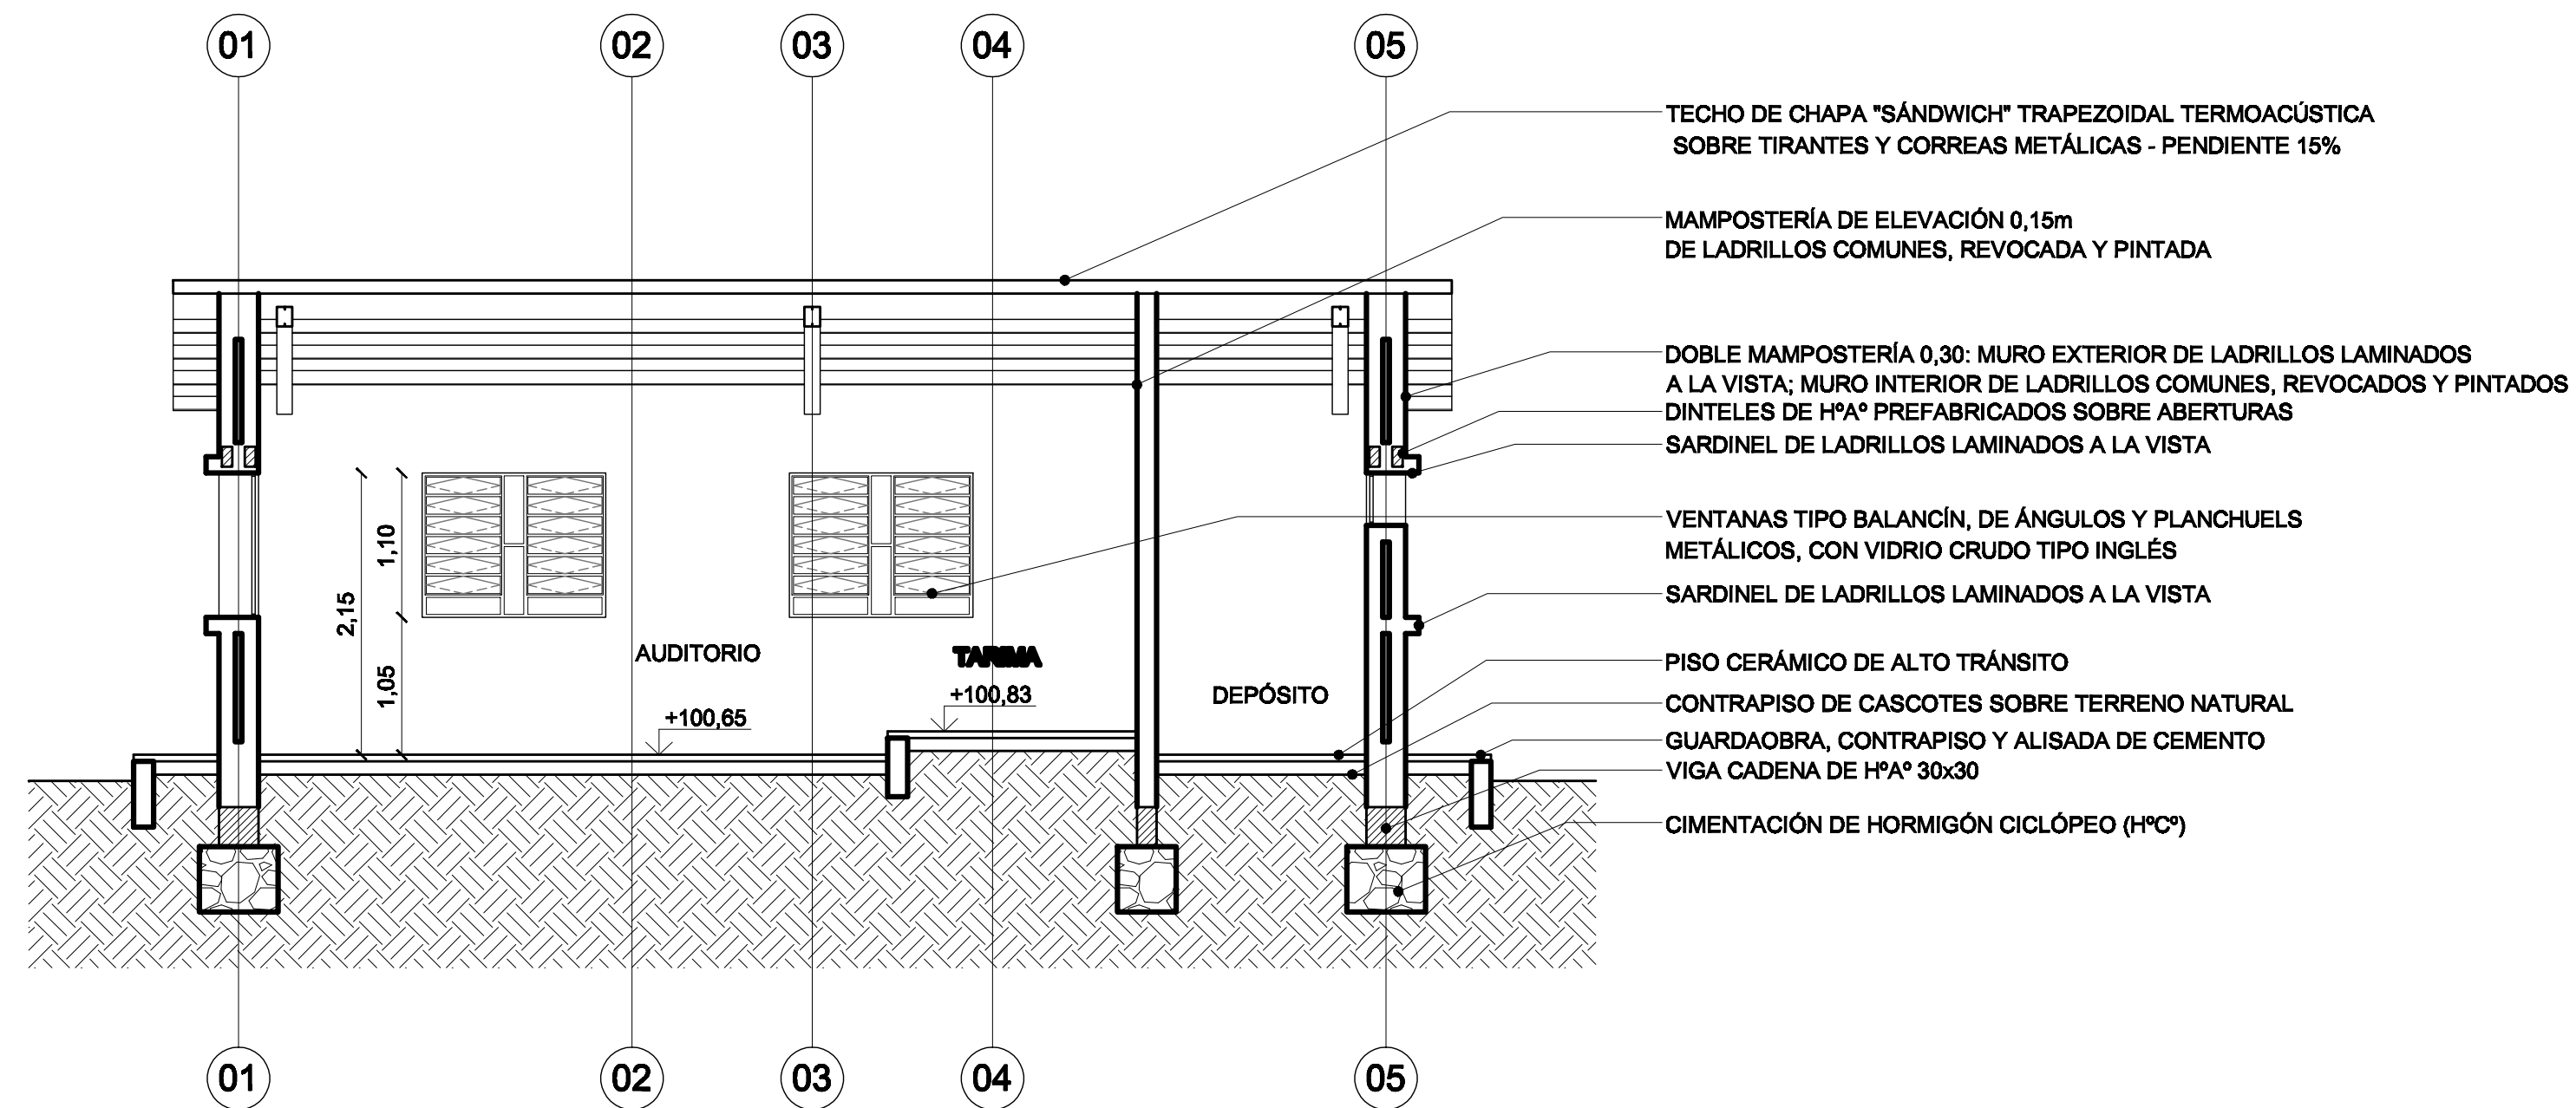 01 02 03 04 05
TECHO DE CHAPA "SÁNDWICH" TRAPEZOIDAL TERMOACÚSTICA
SOBRE TIRANTES Y CORREAS METÁLICAS - PENDIENTE 15%
MAMPOSTERÍA DE ELEVACIÓN 0,15m
DE LADRILLOS COMUNES, REVOCADA Y PINTADA
DOBLE MAMPOSTERÍA 0,30: MURO EXTERIOR DE LADRILLOS LAMINADOS
A LA VISTA; MURO INTERIOR DE LADRILLOS COMUNES, REVOCADOS Y PINTADOS
DINTELES DE HºAº PREFABRICADOS SOBRE ABERTURAS
SARDINEL DE LADRILLOS LAMINADOS A LA VISTA
VENTANAS TIPO BALANCÍN, DE ÁNGULOS Y PLANCHUELS
METÁLICOS, CON VIDRIO CRUDO TIPO INGLÉS
SARDINEL DE LADRILLOS LAMINADOS A LA VISTA
PISO CERÁMICO DE ALTO TRÁNSITO
CONTRAPISO DE CASCOTES SOBRE TERRENO NATURAL
GUARDAOBRA, CONTRAPISO Y ALISADA DE CEMENTO
VIGA CADENA DE HºAº 30x30
CIMENTACIÓN DE HORMIGÓN CICLÓPEO (HºCº)
2,15
1,10
1,05
AUDITORIO
+100,65
TARIMA
+100,83
DEPÓSITO
01 02 03 04 05